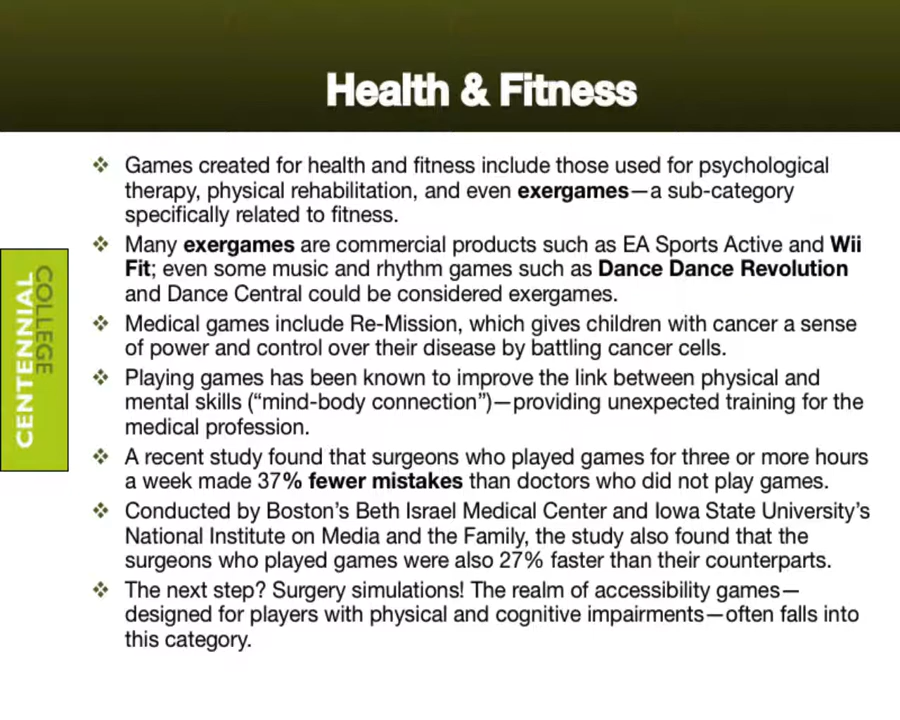 Health & Fitness
❖ Games created for health and fitness include those used for psychological
therapy, physical rehabilitation, and even exergames—a sub-category
specifically related to fitness.
❖ Many exergames are commercial products such as EA Sports Active and Wii
Fit; even some music and rhythm games such as Dance Dance Revolution
and Dance Central could be considered exergames.
❖ Medical games include Re-Mission, which gives children with cancer a sense
of power and control over their disease by battling cancer cells.
❖ Playing games has been known to improve the link between physical and
mental skills (“mind-body connection”)—providing unexpected training for the
medical profession.
❖ A recent study found that surgeons who played games for three or more hours
a week made 37% fewer mistakes than doctors who did not play games.
❖ Conducted by Boston’s Beth Israel Medical Center and Iowa State University’s
National Institute on Media and the Family, the study also found that the
surgeons who played games were also 27% faster than their counterparts.
❖ The next step? Surgery simulations! The realm of accessibility games—
designed for players with physical and cognitive impairments—often falls into
this category.
CENTENNIAL
COLLEGE